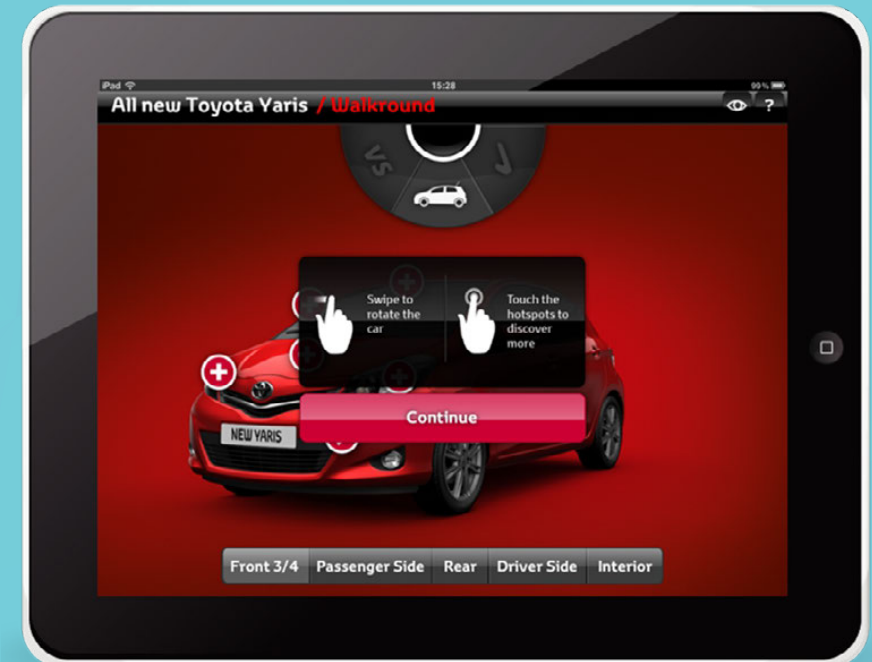 iPad 15:28 99%
All new Toyota Yaris / Walkround ?
VS
Swipe to
rotate the
car
Touch the
hotspots to
discover
more
Continue
NEW YARIS
Front 3/4 Passenger Side Rear Driver Side Interior